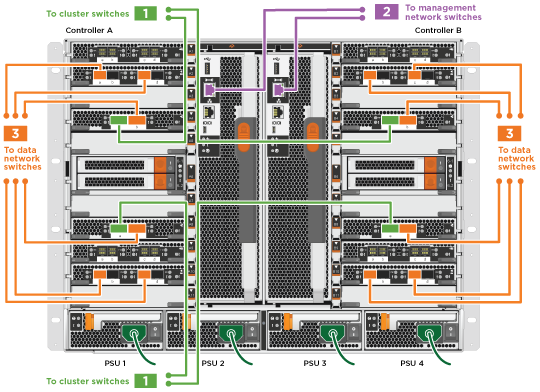 To cluster switches 1
2 To management
network switches
Controller A
Controller B
3
To data
network
switches
3
To data
network
switches
PSU 1
PSU 2
PSU 3
PSU 4
To cluster switches 1